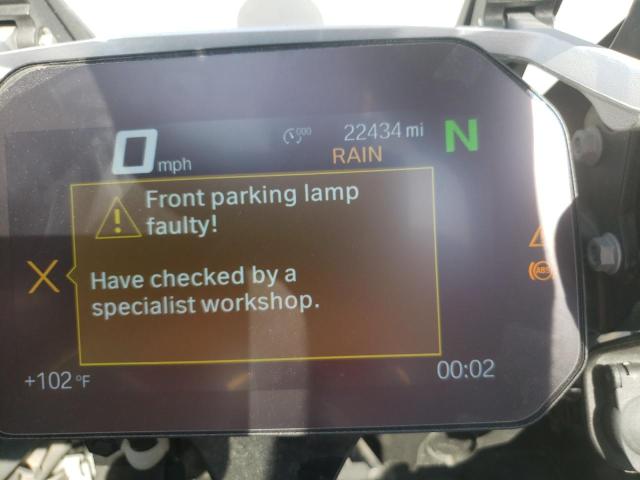 0 mph
000
22434 mi
RAIN
N
Front parking lamp
faulty!
Have checked by a
specialist workshop.
ABS
+102 °F
00:02